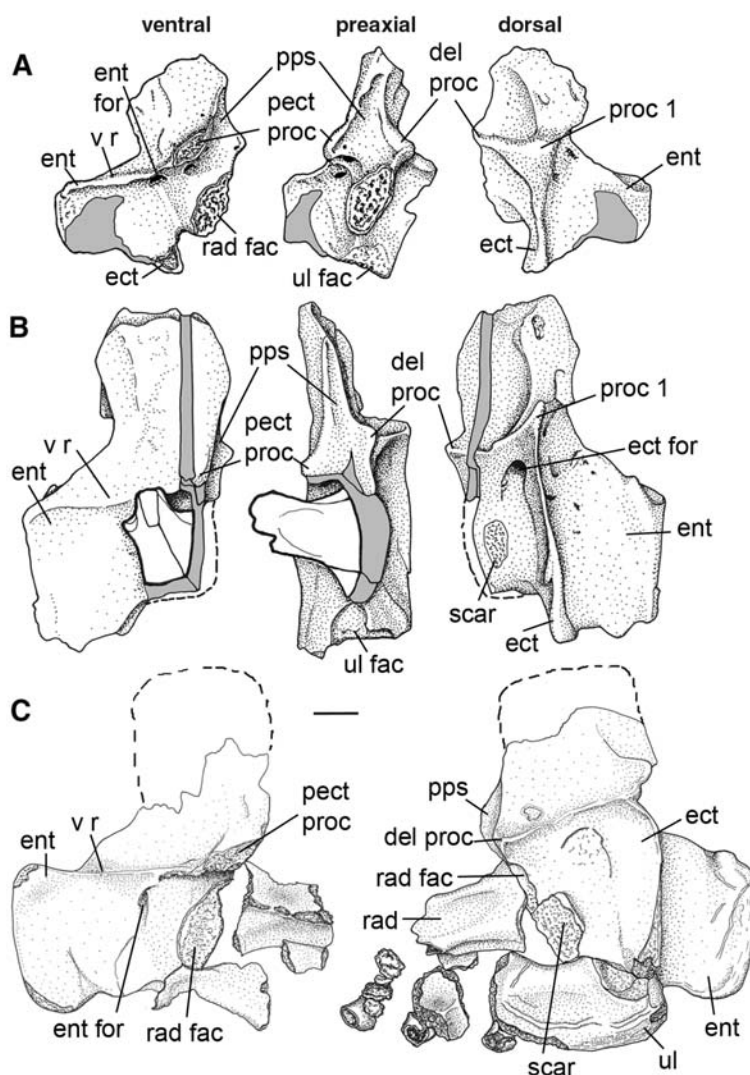 ventral preaxial dorsal
A
ent for
v r
ent
ect
rad fac
pps
pect proc
ul fac
del proc
proc 1
ent
ect
B
v r
ent
pps
pect proc
ul fac
del proc
proc 1
ect for
ent
scar
ect
C
ent
v r
pect proc
ent for
rad fac
pps
del proc
rad fac
rad
ect
scar
ul
ent